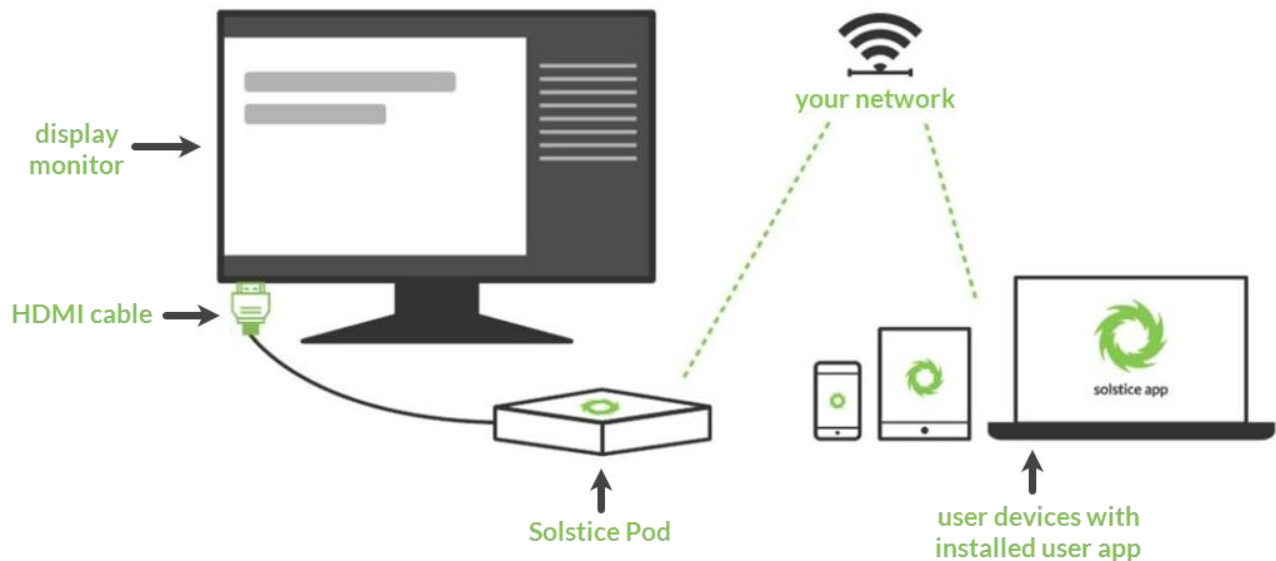 your network
display
monitor
HDMI cable
solstice app
Solstice Pod
user devices with
installed user app